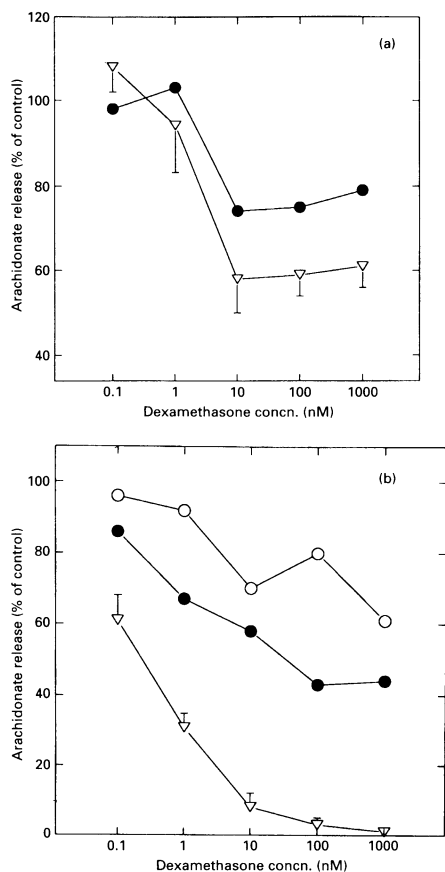 (a)
Arachidonate release (% of control)
120
100
80
60
40
0.1 1 10 100 1000
Dexamethasone concn. (nM)
(b)
Arachidonate release (% of control)
100
80
60
40
20
0
0.1 1 10 100 1000
Dexamethasone concn. (nM)